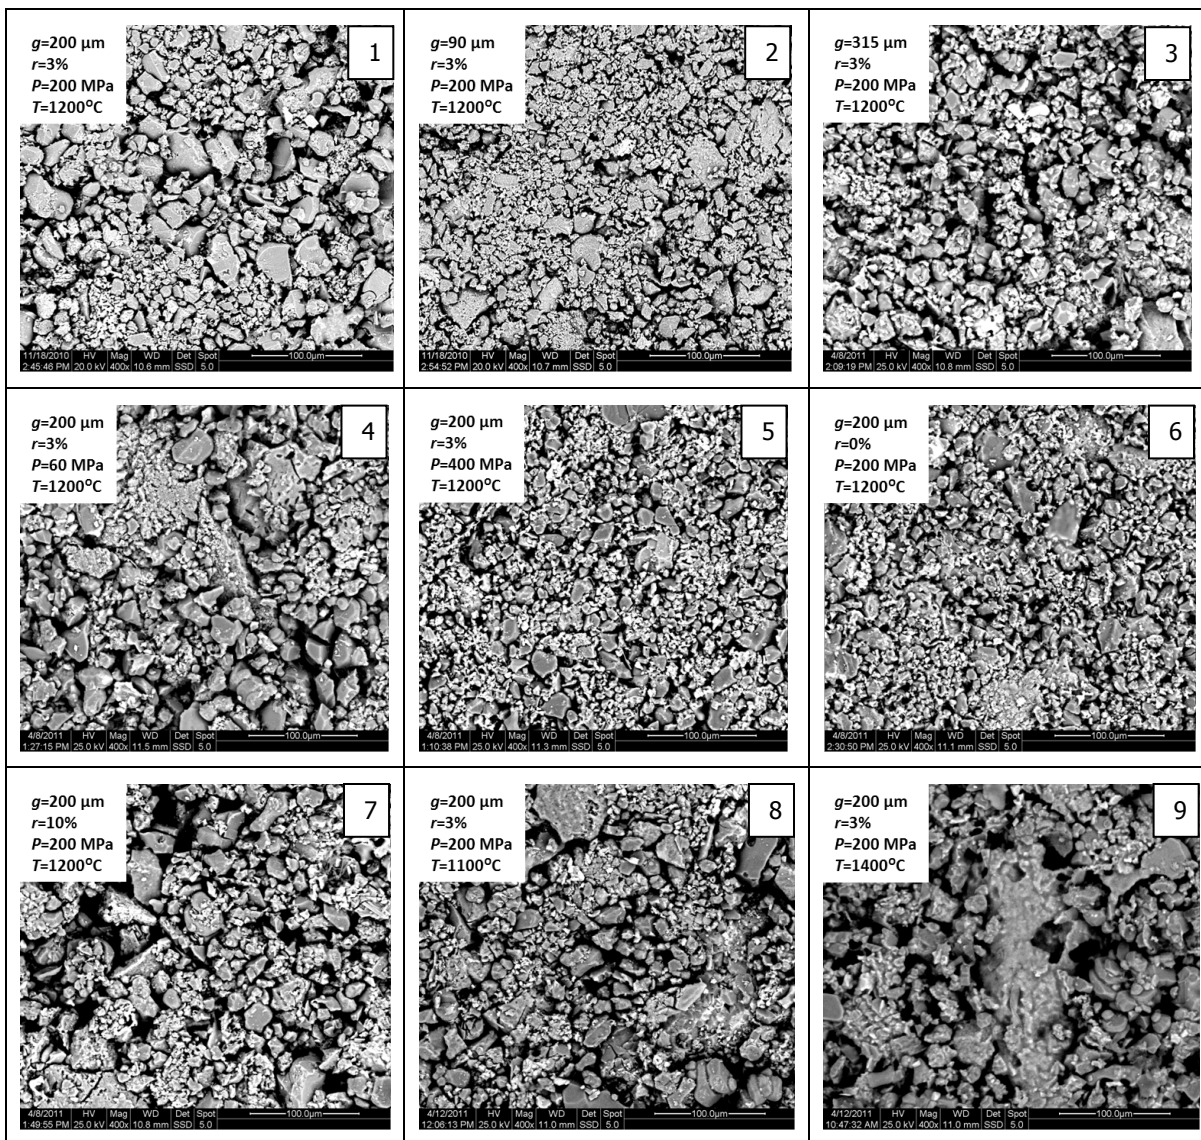 g=200 µm
r=3%
P=200 MPa
T=1200°C
1
11/18/2010 HV Mag WD Det Spot
2:45:46 PM 20.0 kV 400x 10.6 mm SSD 5.0
100.0µm
g=90 µm
r=3%
P=200 MPa
T=1200°C
2
11/18/2010 HV Mag WD Det Spot
2:54:52 PM 20.0 kV 400x 10.7 mm SSD 5.0
100.0µm
g=315 µm
r=3%
P=200 MPa
T=1200°C
3
4/8/2011 HV Mag WD Det Spot
2:09:19 PM 25.0 kV 400x 10.8 mm SSD 5.0
100.0µm
g=200 µm
r=3%
P=60 MPa
T=1200°C
4
4/8/2011 HV Mag WD Det Spot
1:27:15 PM 25.0 kV 400x 11.5 mm SSD 5.0
100.0µm
g=200 µm
r=3%
P=400 MPa
T=1200°C
5
4/8/2011 HV Mag WD Det Spot
1:10:38 PM 25.0 kV 400x 11.3 mm SSD 5.0
100.0µm
g=200 µm
r=0%
P=200 MPa
T=1200°C
6
4/8/2011 HV Mag WD Det Spot
2:30:50 PM 25.0 kV 400x 11.1 mm SSD 5.0
100.0µm
g=200 µm
r=10%
P=200 MPa
T=1200°C
7
4/8/2011 HV Mag WD Det Spot
1:49:55 PM 25.0 kV 400x 10.8 mm SSD 5.0
100.0µm
g=200 µm
r=3%
P=200 MPa
T=1100°C
8
4/12/2011 HV Mag WD Det Spot
12:06:13 PM 25.0 kV 400x 11.0 mm SSD 5.0
100.0µm
g=200 µm
r=3%
P=200 MPa
T=1400°C
9
4/12/2011 HV Mag WD Det Spot
10:47:32 AM 25.0 kV 400x 11.0 mm SSD 5.0
100.0µm